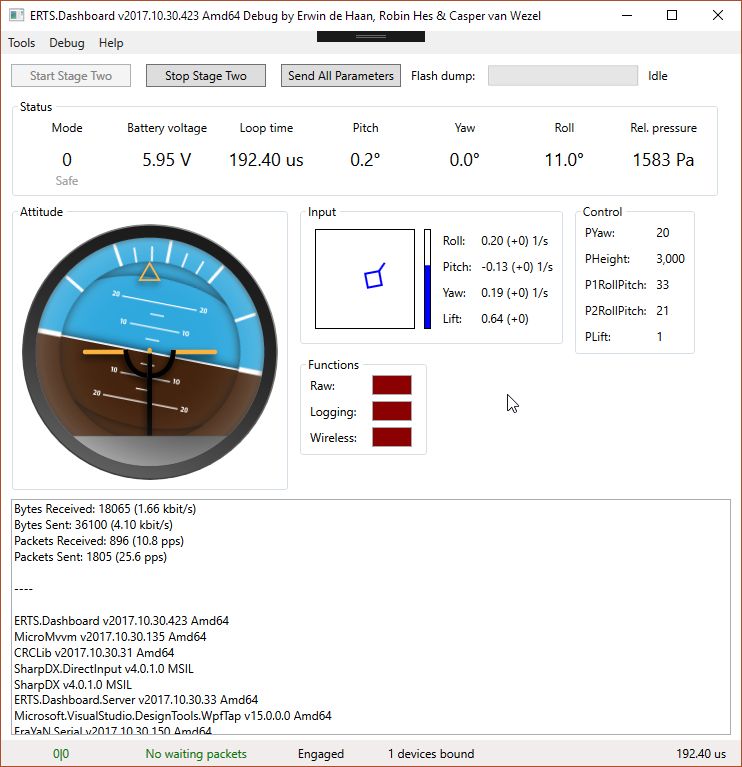 ERTS.Dashboard v2017.10.30.423 Amd64 Debug by Erwin de Haan, Robin Hes & Casper van Wezel
Tools Debug Help
Start Stage Two Stop Stage Two Send All Parameters Flash dump: Idle
Status
Mode Battery voltage Loop time Pitch Yaw Roll Rel. pressure
0 5.95 V 192.40 us 0.2° 0.0° 11.0° 1583 Pa
Safe
Attitude
20 20
10 10
10 10
20 20
Input
Roll: 0.20 (+0) 1/s
Pitch: -0.13 (+0) 1/s
Yaw: 0.19 (+0) 1/s
Lift: 0.64 (+0)
Control
PYaw: 20
PHeight: 3,000
P1RollPitch: 33
P2RollPitch: 21
PLift: 1
Functions
Raw:
Logging:
Wireless:
Bytes Received: 18065 (1.66 kbit/s)
Bytes Sent: 36100 (4.10 kbit/s)
Packets Received: 896 (10.8 pps)
Packets Sent: 1805 (25.6 pps)
----
ERTS.Dashboard v2017.10.30.423 Amd64
MicroMvvm v2017.10.30.135 Amd64
CRCLib v2017.10.30.31 Amd64
SharpDX.DirectInput v4.0.1.0 MSIL
SharpDX v4.0.1.0 MSIL
ERTS.Dashboard.Server v2017.10.30.33 Amd64
Microsoft.VisualStudio.DesignTools.WpfTap v15.0.0.0 Amd64
EraYaN.Serial v2017.10.30.150 Amd64
0|0 No waiting packets Engaged 1 devices bound 192.40 us